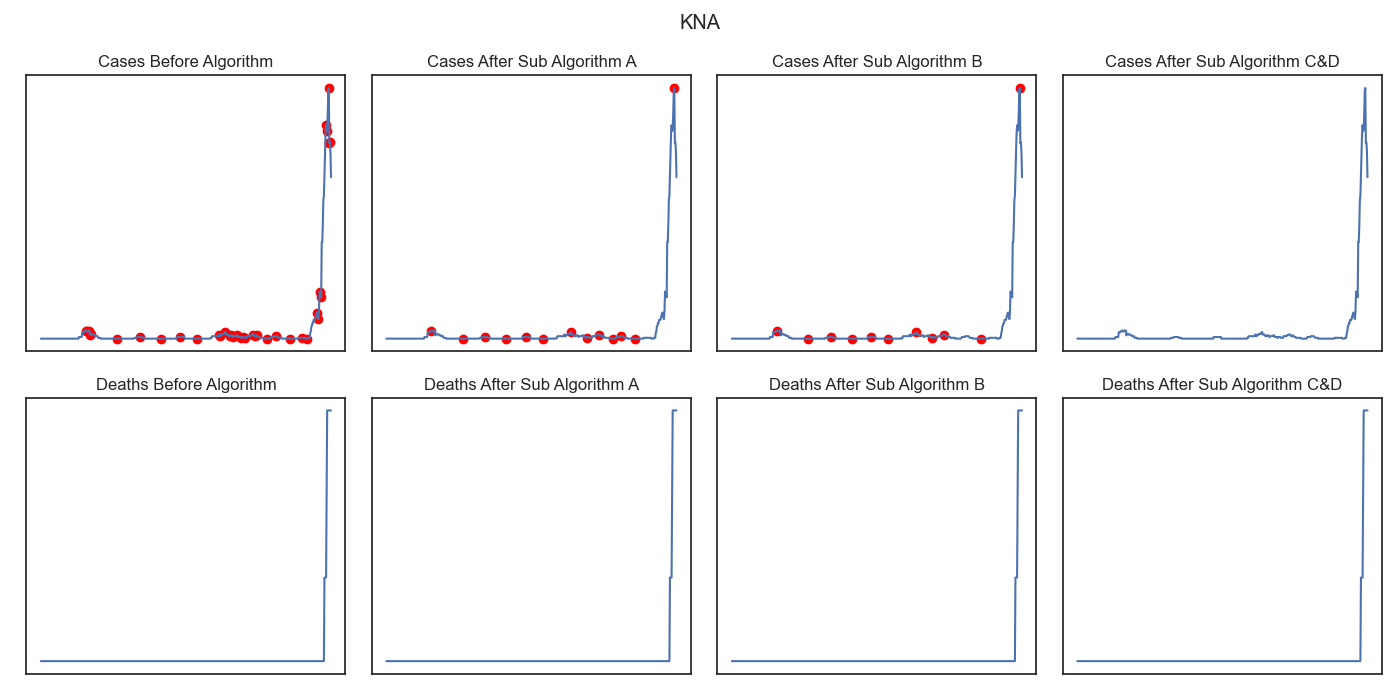 KNA
Cases Before Algorithm
Cases After Sub Algorithm A
Cases After Sub Algorithm B
Cases After Sub Algorithm C&D
Deaths Before Algorithm
Deaths After Sub Algorithm A
Deaths After Sub Algorithm B
Deaths After Sub Algorithm C&D